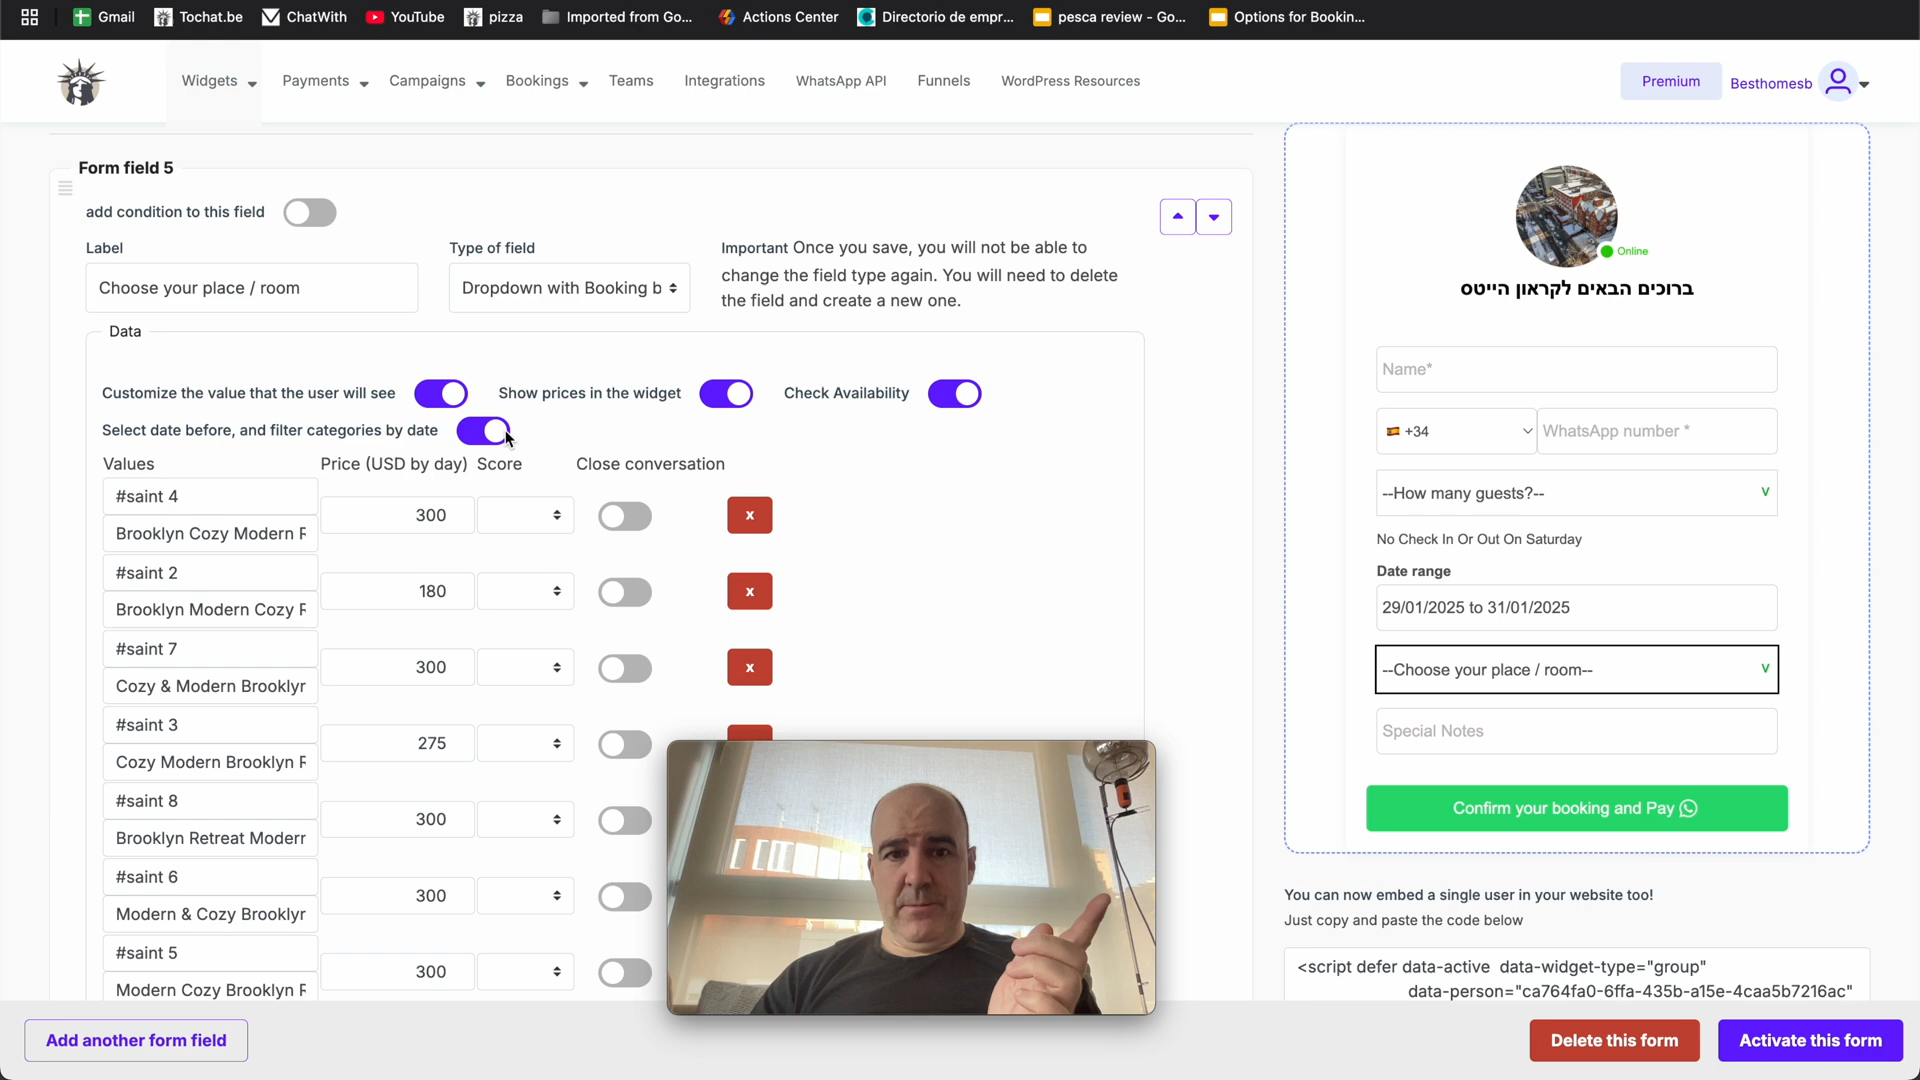 Gmail
Tochat.be
ChatWith
YouTube
pizza
Imported from Go...
Actions Center
Directorio de empr...
pesca review - Go...
Options for Bookin...
Widgets
Payments
Campaigns
Bookings
Teams
Integrations
WhatsApp API
Funnels
WordPress Resources
Premium
Besthomesb
Form field 5
add condition to this field
Label
Type of field
Choose your place / room
Dropdown with Booking b
Important Once you save, you will not be able to
change the field type again. You will need to delete
the field and create a new one.
Data
Customize the value that the user will see
Show prices in the widget
Check Availability
Select date before, and filter categories by date
Values
Price (USD by day)
Score
Close conversation
#saint 4
Brooklyn Cozy Modern
300
x
#saint 2
Brooklyn Modern Cozy
180
x
#saint 7
Cozy & Modern
300
x
#saint 3
Cozy Modern Brooklyn
275
#saint 8
Brooklyn Retreat
300
#saint 6
Modern & Cozy
300
#saint 5
Modern Cozy Brooklyn
300
Online
ברוכים הבאים לקראון הייטס
Name*
+34
WhatsApp number *
--How many guests?--
v
No Check In Or Out On Saturday
Date range
29/01/2025 to 31/01/2025
--Choose your place / room--
v
Special Notes
Confirm your booking and Pay
You can now embed a single user in your website too!
Just copy and paste the code below
<script defer data-active data-widget-type="group"
data-person="ca764fa0-6ffa-435b-a15e-4caa5b7216ac"
Add another form field
Delete this form
Activate this form